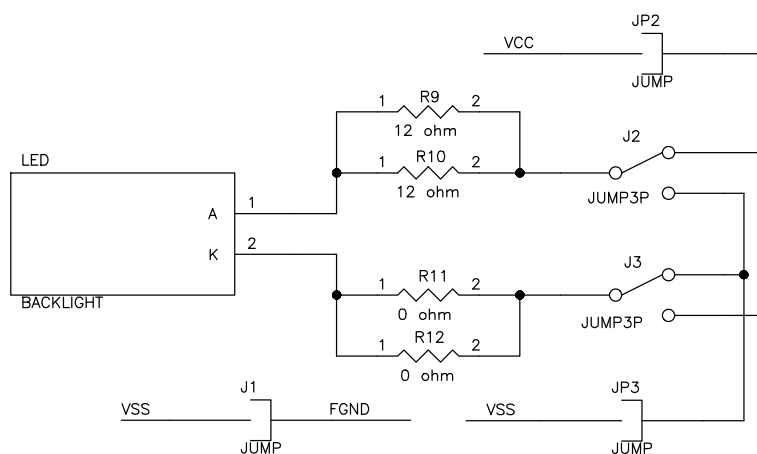 JP2
VCC
JUMP
1 R9 2
12 ohm
1 R10 2
12 ohm
J2
JUMP3P
LED
A 1
K 2
BACKLIGHT
1 R11 2
0 ohm
1 R12 2
0 ohm
J3
JUMP3P
J1
VSS FGND
JUMP
JP3
VSS
JUMP